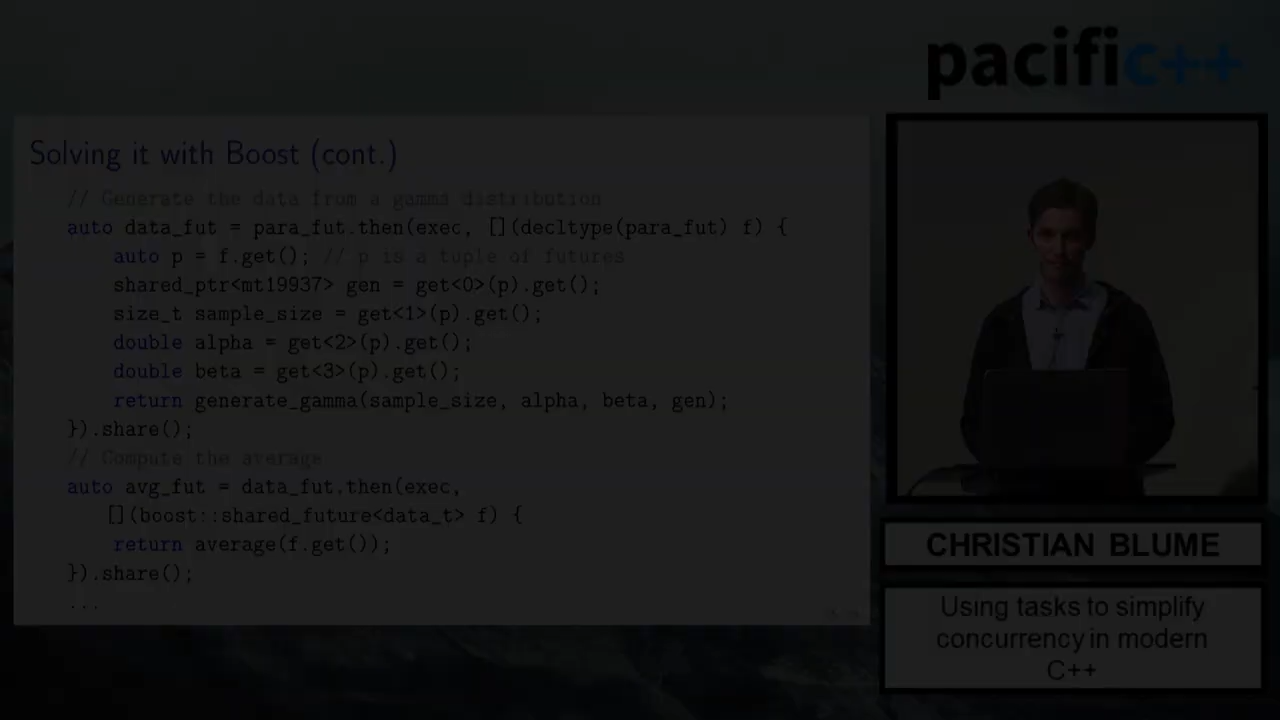 pacific++
Solving it with Boost (cont.)
// Generate the data from a gamma distribution
auto data_fut = para_fut.then(exec, [](decltype(para_fut) f) {
auto p = f.get(); // p is a tuple of futures
shared_ptr<mt19937> gen = get<0>(p).get();
size_t sample_size = get<1>(p).get();
double alpha = get<2>(p).get();
double beta = get<3>(p).get();
return generate_gamma(sample_size, alpha, beta, gen);
}).share();
// Compute the average
auto avg_fut = data_fut.then(exec,
[](boost::shared_future<data_t> f) {
return average(f.get());
}).share();
...
CHRISTIAN BLUME
Using tasks to simplify
concurrency in modern
C++